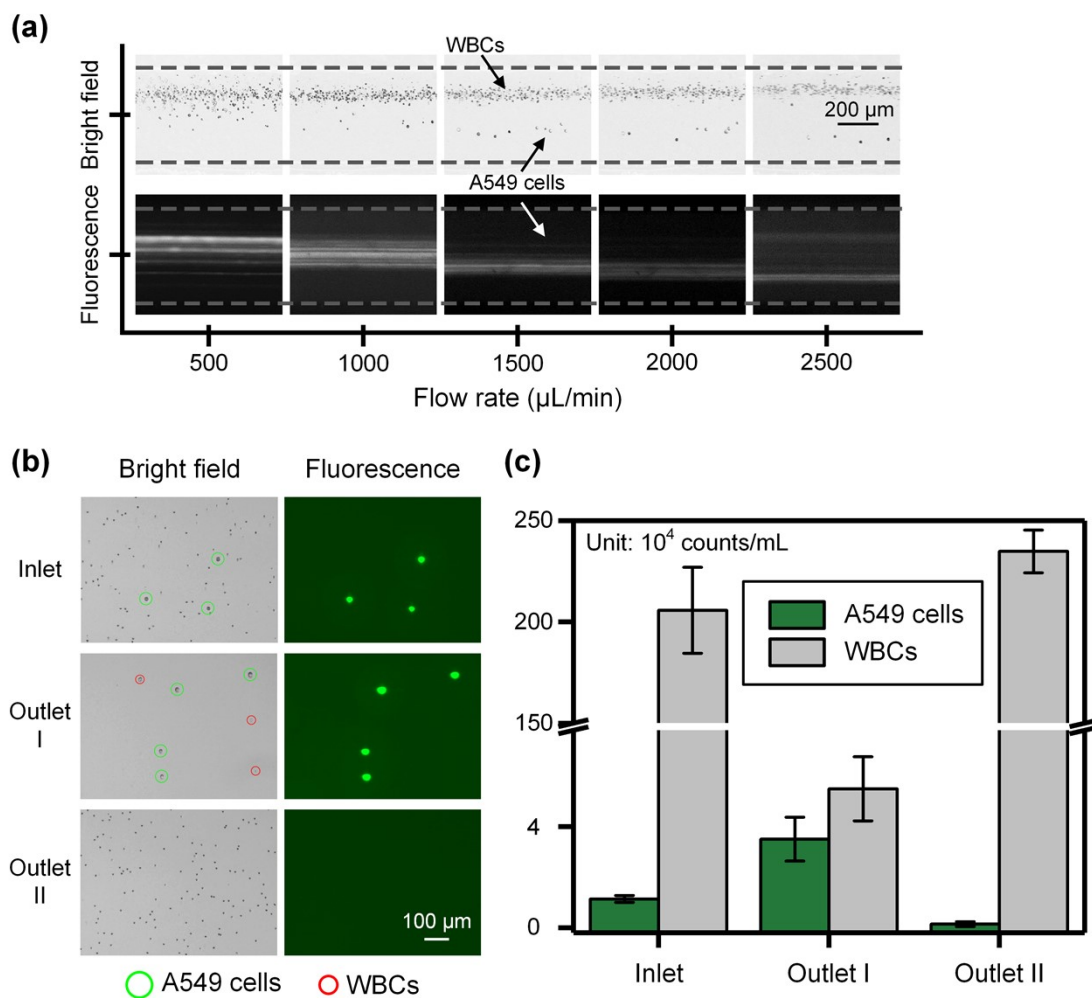 (a)
Bright field
Fluorescence
WBCs
200 µm
A549 cells
500 1000 1500 2000 2500
Flow rate (µL/min)
(b)
Bright field Fluorescence
Inlet
Outlet
I
Outlet
II
100 µm
A549 cells WBCs
(c)
Unit: 10⁴ counts/mL
A549 cells
WBCs
250
200
150
4
0
Inlet Outlet I Outlet II